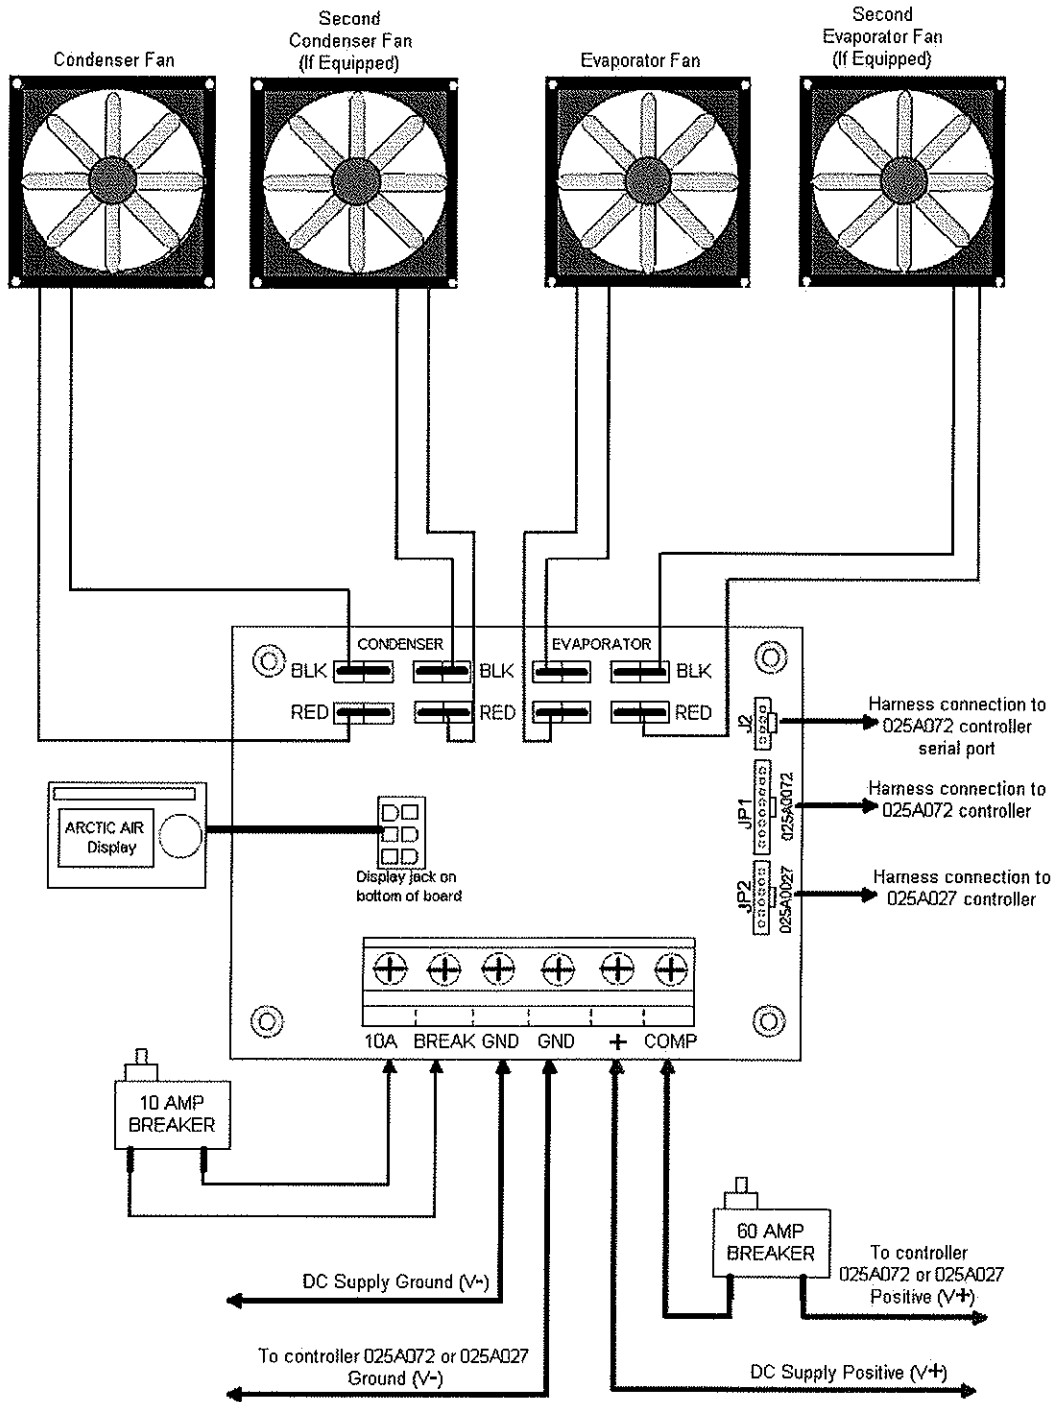 Second
Condenser Fan
(If Equipped)
Second
Evaporator Fan
(If Equipped)
Condenser Fan
Evaporator Fan
CONDENSER
EVAPORATOR
BLK
BLK
BLK
RED
RED
RED
J2
Harness connection to
025A072 controller
serial port
JP1
025A0072
Harness connection to
025A072 controller
JP2
025A0027
Harness connection to
025A027 controller
ARCTIC AIR
Display
Display jack on
bottom of board
10A BREAK GND GND + COMP
10 AMP
BREAKER
60 AMP
BREAKER
To controller
025A072 or 025A027
Positive (V+)
DC Supply Ground (V-)
To controller 025A072 or 025A027
Ground (V-)
DC Supply Positive (V+)